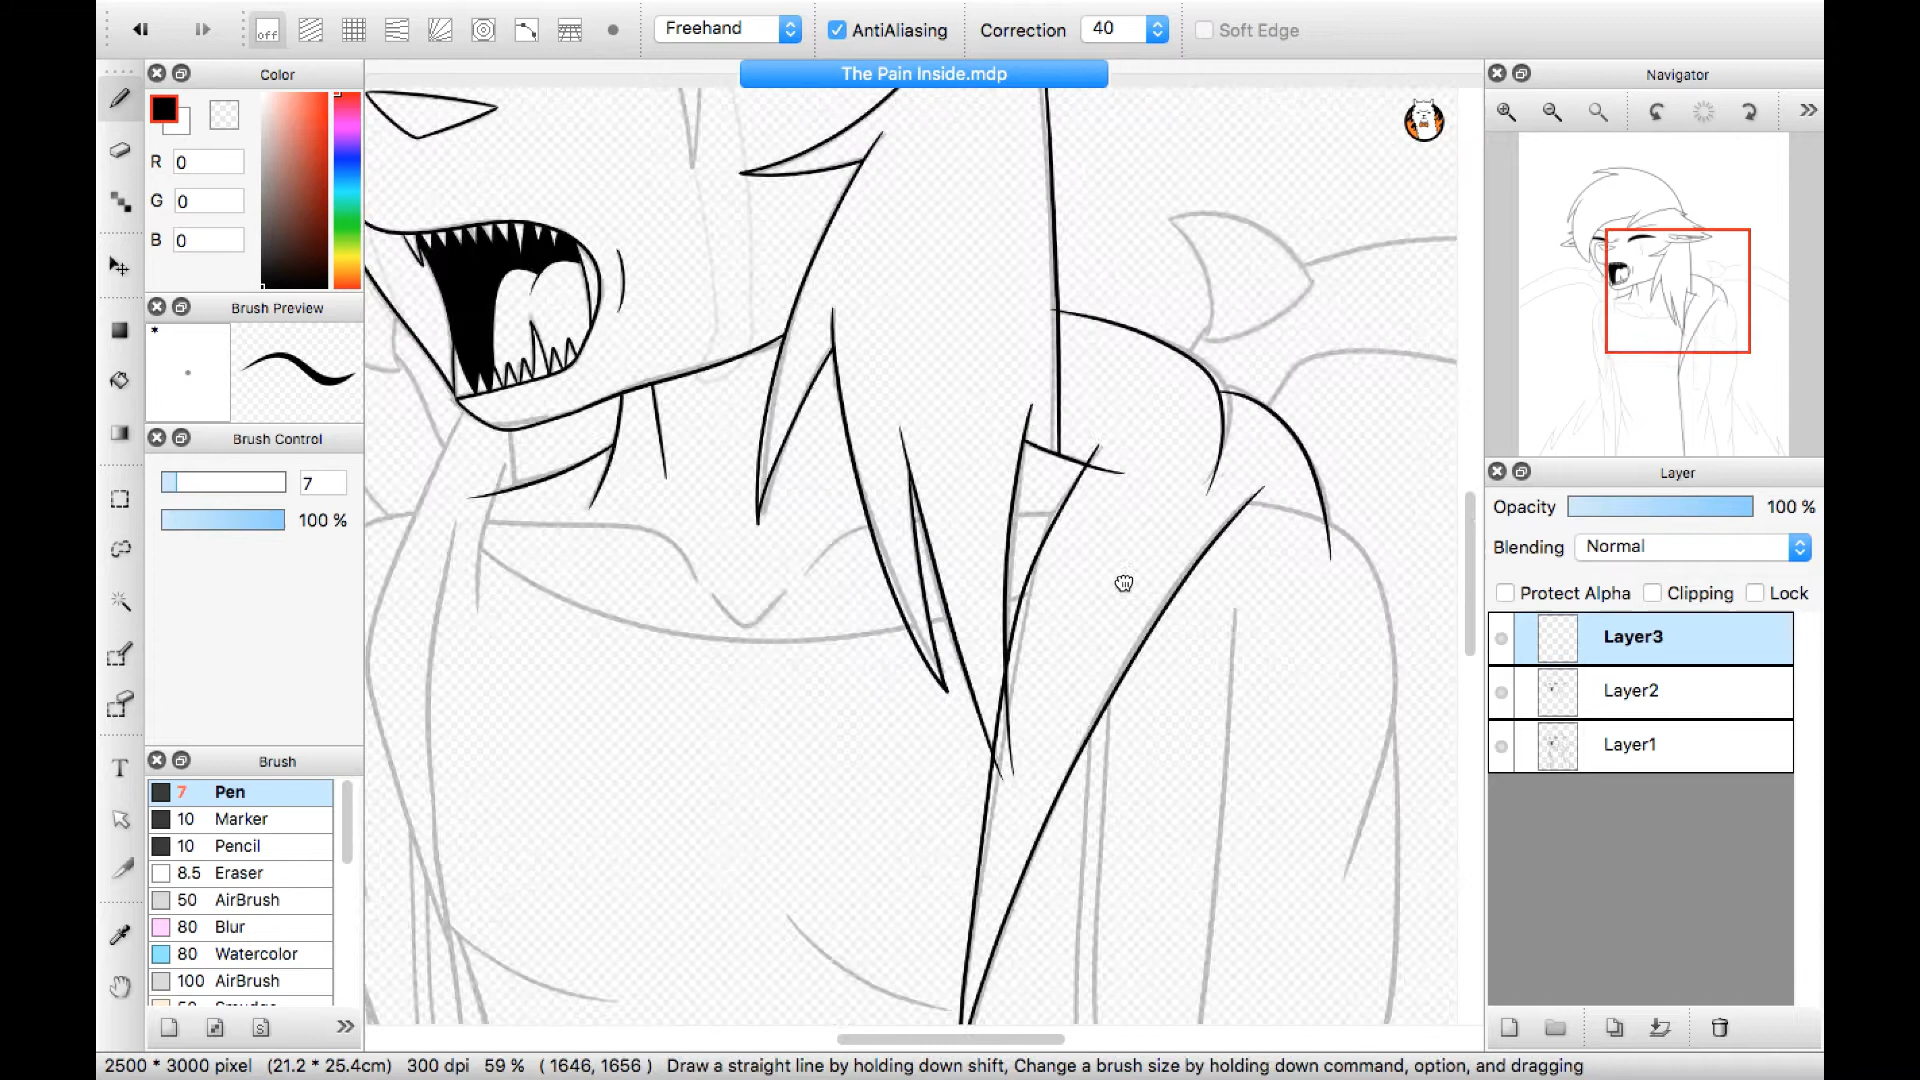 off
Freehand
AntiAliasing
Correction
40
Soft Edge
Color
The Pain Inside.mdp
Navigator
R 0
G 0
B 0
Brush Preview
*
Brush Control
7
100 %
Layer
Opacity
100 %
Blending
Normal
Protect Alpha
Clipping
Lock
Layer3
Layer2
Layer1
Brush
7 Pen
10 Marker
10 Pencil
8.5 Eraser
50 AirBrush
80 Blur
80 Watercolor
100 AirBrush
50 Smudge
T
S
2500 * 3000 pixel (21.2 * 25.4cm) 300 dpi 59 % ( 1646, 1656 ) Draw a straight line by holding down shift, Change a brush size by holding down command, option, and dragging